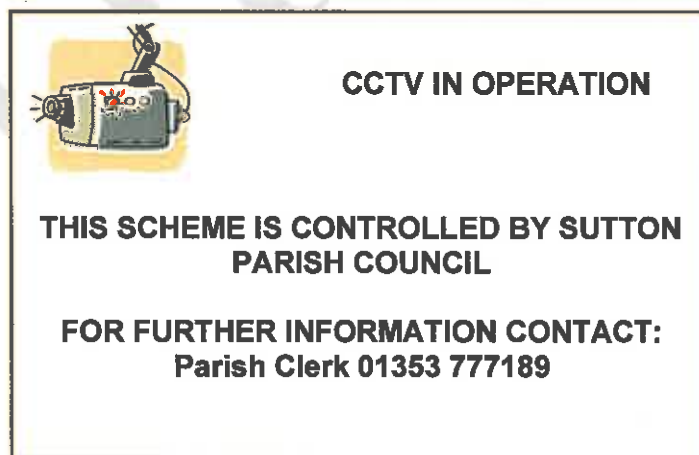 CCTV IN OPERATION
THIS SCHEME IS CONTROLLED BY SUTTON
PARISH COUNCIL
FOR FURTHER INFORMATION CONTACT:
Parish Clerk 01353 777189